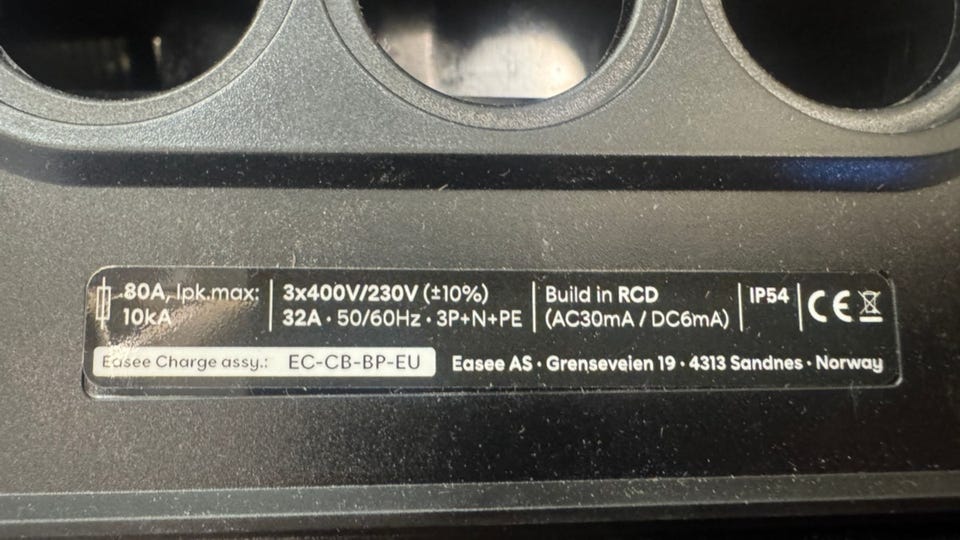 80A, Ipk.max:
10kA
3x400V/230V (±10%)
32A · 50/60Hz · 3P+N+PE
Build in RCD
(AC30mA / DC6mA)
IP54
CE
Easee Charge assy.: EC-CB-BP-EU
Easee AS · Grenseveien 19 · 4313 Sandnes · Norway